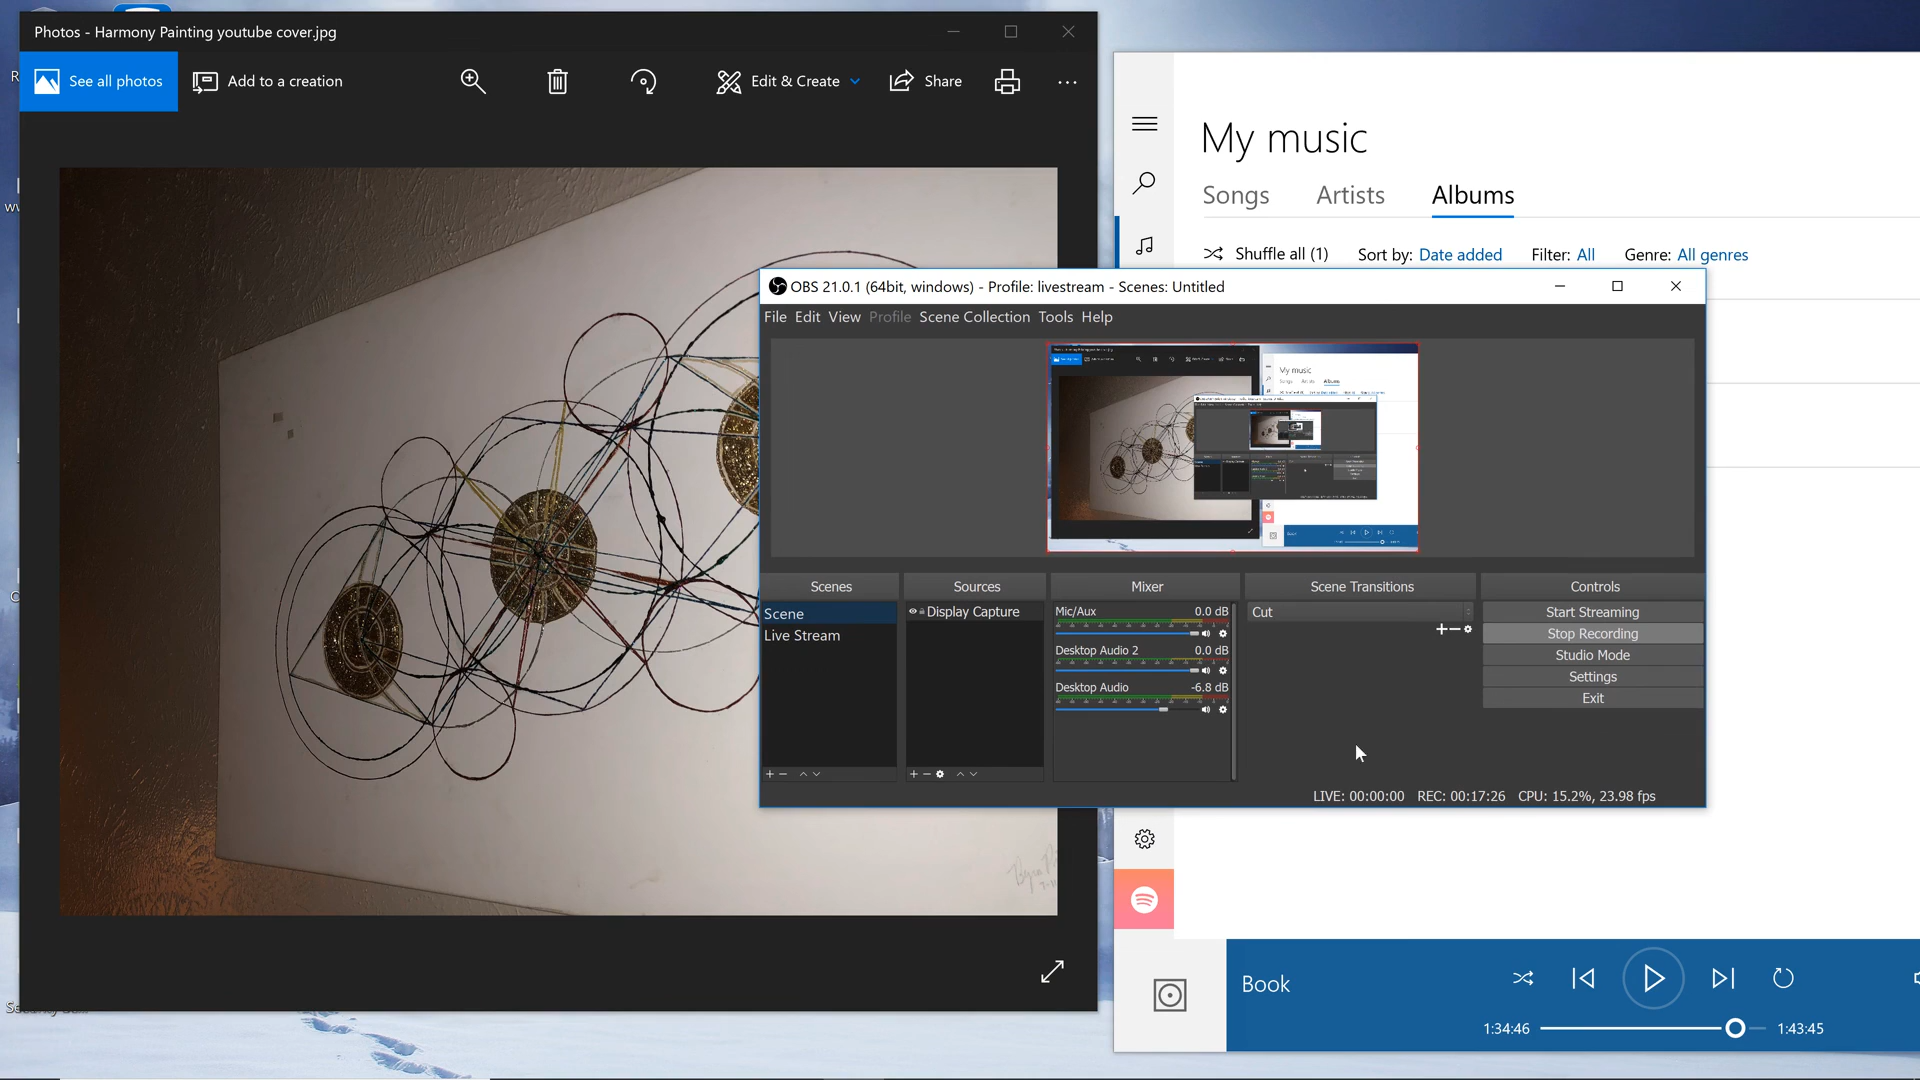 Photos - Harmony Painting youtube cover.jpg
See all photos
Add to a creation
Edit & Create
Share
My music
Songs Artists Albums
Shuffle all (1) Sort by: Date added Filter: All Genre: All genres
OBS 21.0.1 (64bit, windows) - Profile: livestream - Scenes: Untitled
File Edit View Profile Scene Collection Tools Help
My music
Scenes
Scene
Live Stream
Sources
Display Capture
Mixer
Mic/Aux 0.0 dB
Desktop Audio 2 0.0 dB
Desktop Audio -6.8 dB
Scene Transitions
Cut
Controls
Start Streaming
Stop Recording
Studio Mode
Settings
Exit
LIVE: 00:00:00 REC: 00:17:26 CPU: 15.2%, 23.98 fps
Book
1:34:46 1:43:45